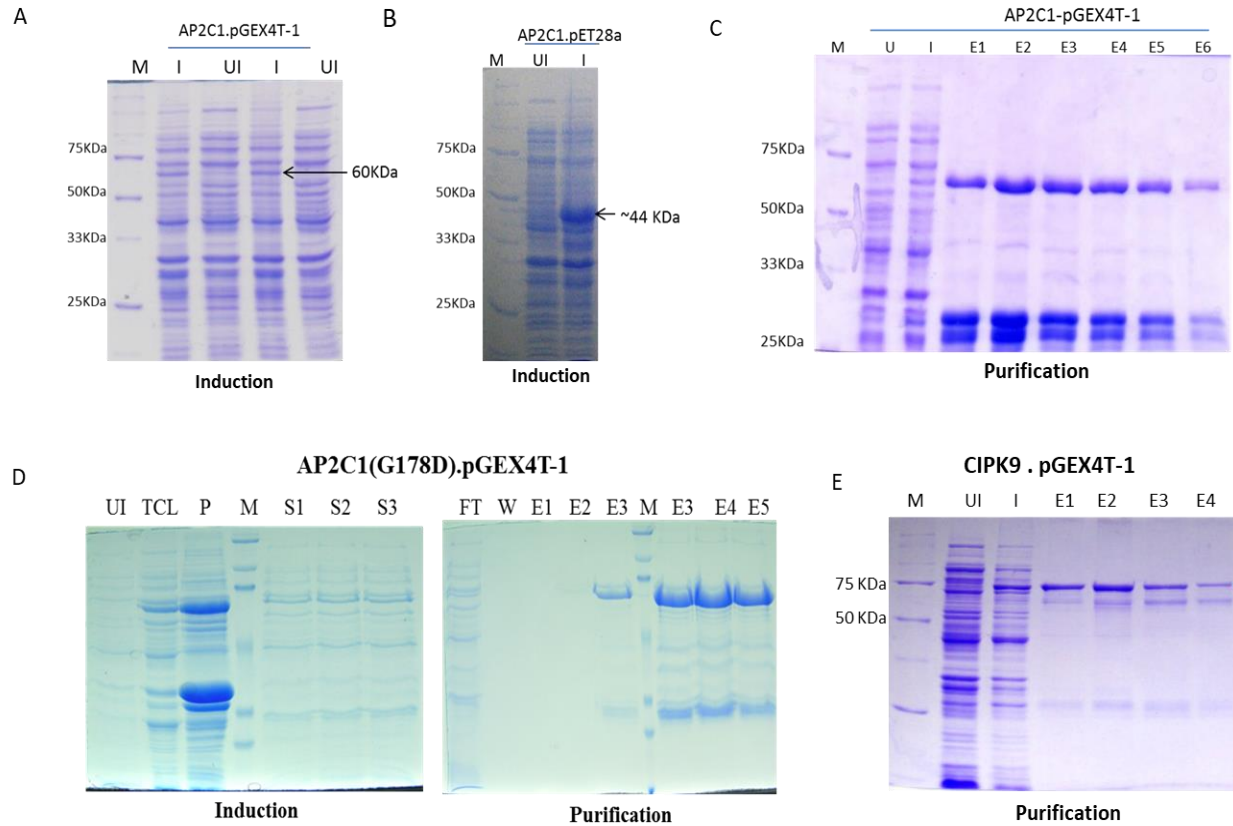 A
AP2C1.pGEX4T-1
M I UI I UI
75KDa
50KDa
33KDa
25KDa
60KDa
Induction
B
AP2C1.pET28a
M UI I
75KDa
50KDa
33KDa
25KDa
~44 KDa
Induction
C
AP2C1-pGEX4T-1
M U I E1 E2 E3 E4 E5 E6
75KDa
50KDa
33KDa
25KDa
Purification
D
AP2C1(G178D).pGEX4T-1
UI TCL P M S1 S2 S3
Induction
FT W E1 E2 E3 M E3 E4 E5
Purification
E
CIPK9 . pGEX4T-1
M UI I E1 E2 E3 E4
75 KDa
50 KDa
Purification